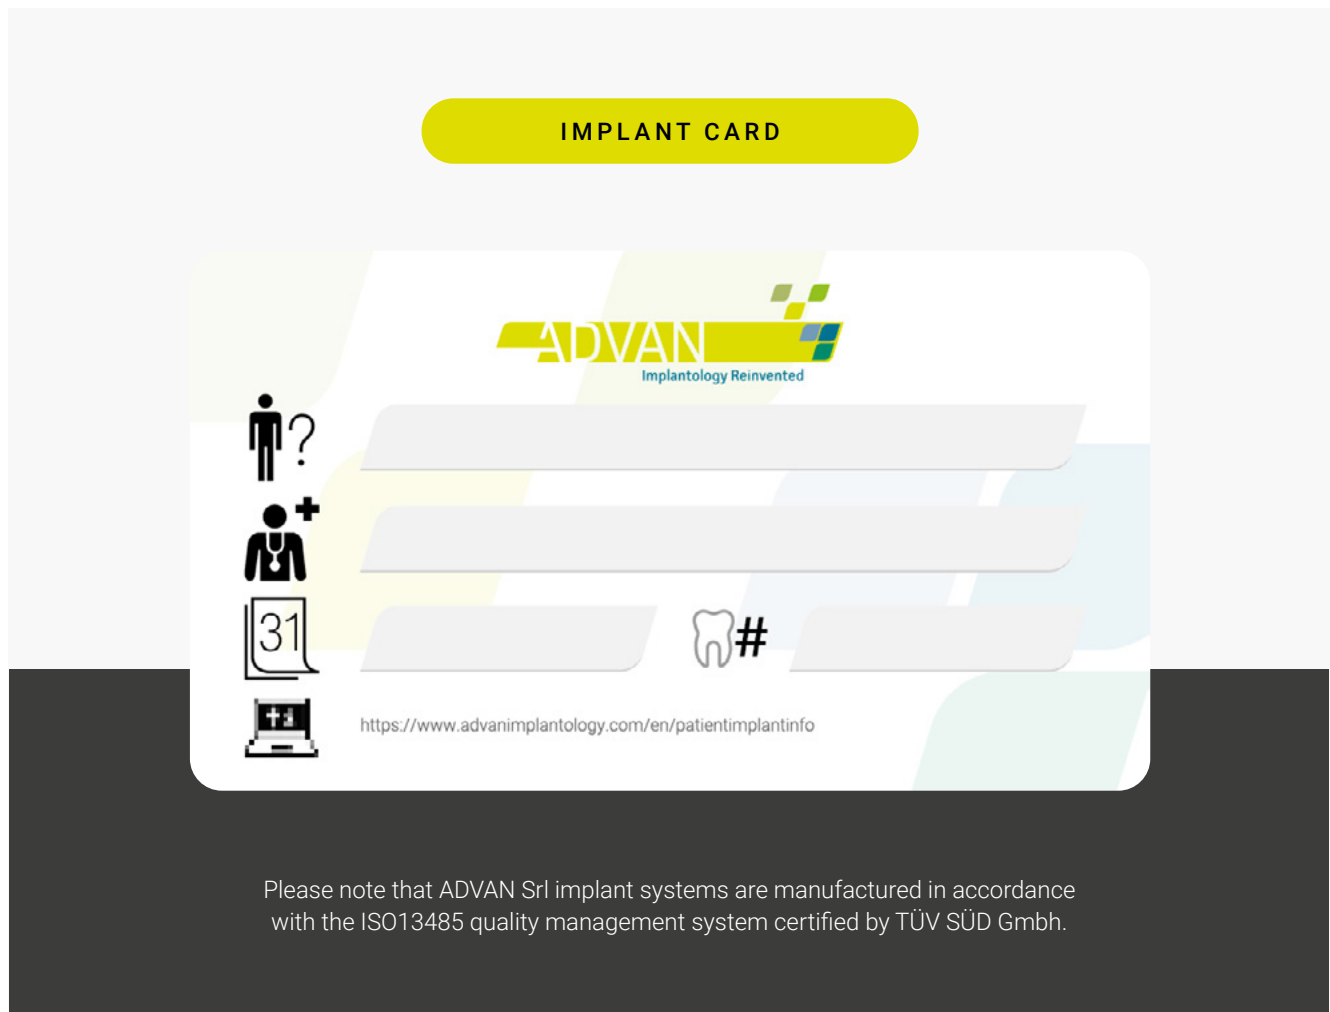 IMPLANT CARD
ADVAN
Implantology Reinvented
?
31
#
https://www.advanimplantology.com/en/patientimplantinfo
Please note that ADVAN Srl implant systems are manufactured in accordance
with the ISO13485 quality management system certified by TÜV SÜD Gmbh.